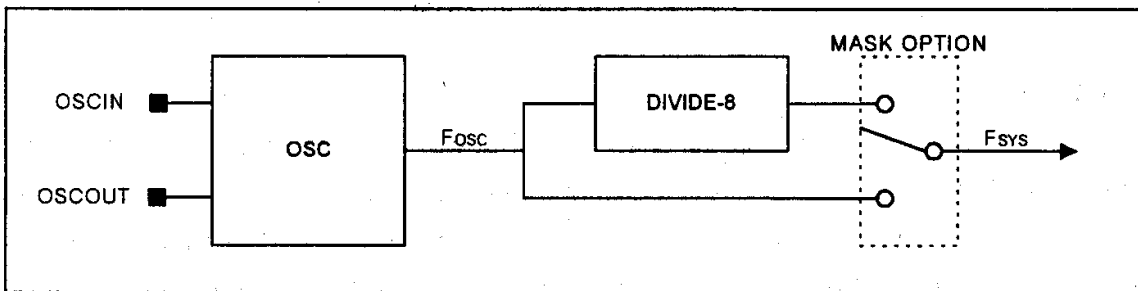 MASK OPTION
OSCIN
DIVIDE-8
OSC
FOSC
FSYS
OSCOUT